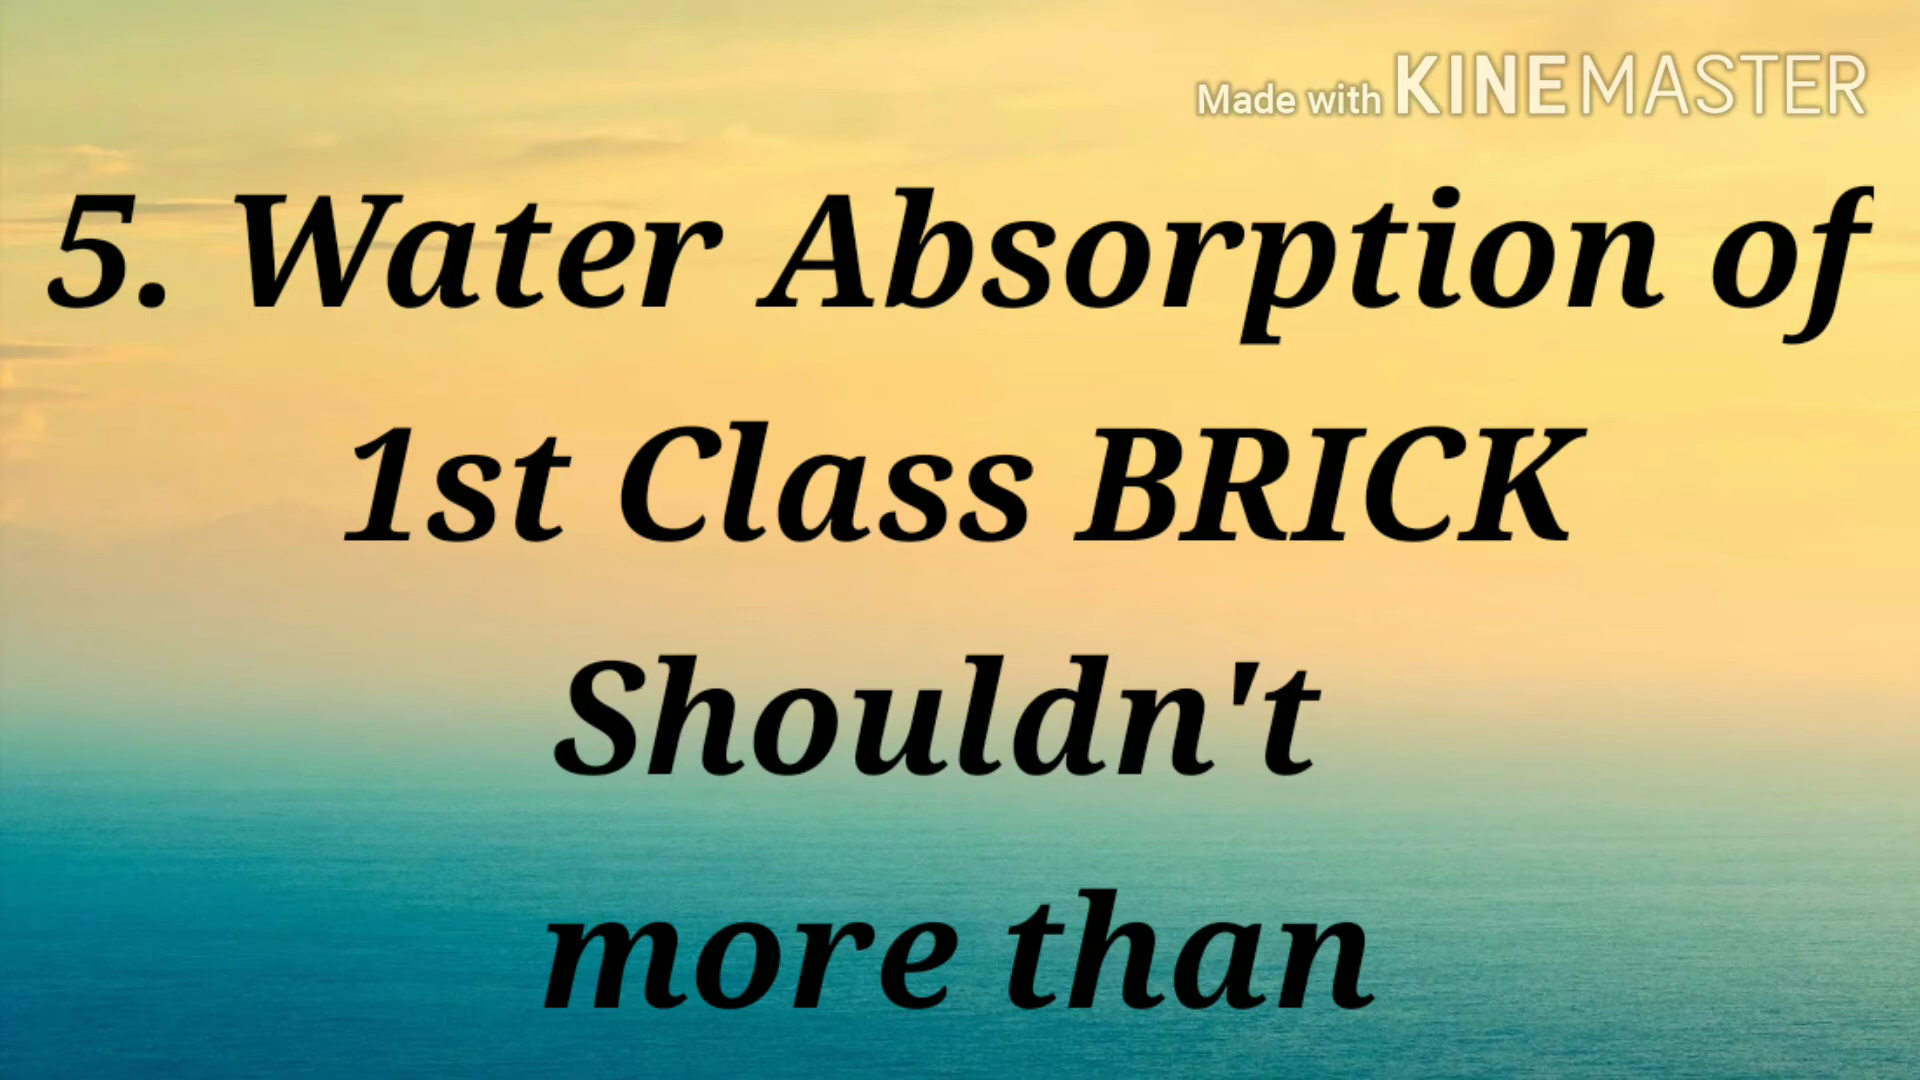 Made with KINEMASTER
5. Water Absorption of
1st Class BRICK
Shouldn't
more than